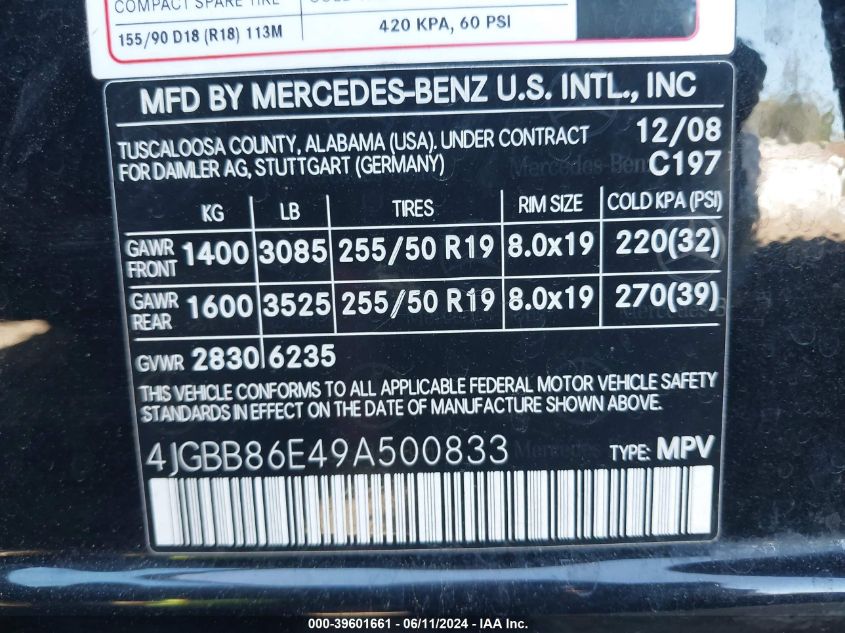 COMPACT SPARE TIRE
155/90 D18 (R18) 113M
420 KPA, 60 PSI
MFD BY MERCEDES-BENZ U.S. INTL., INC
TUSCALOOSA COUNTY, ALABAMA (USA). UNDER CONTRACT 12/08
FOR DAIMLER AG, STUTTGART (GERMANY) C197
KG LB TIRES RIM SIZE COLD KPA (PSI)
GAWR FRONT 1400 3085 255/50 R19 8.0x19 220(32)
GAWR REAR 1600 3525 255/50 R19 8.0x19 270(39)
GVWR 2830 6235
THIS VEHICLE CONFORMS TO ALL APPLICABLE FEDERAL MOTOR VEHICLE SAFETY
STANDARDS IN EFFECT ON THE DATE OF MANUFACTURE SHOWN ABOVE.
4JGBB86E49A500833 TYPE: MPV
000-39601661 - 06/11/2024 - IAA Inc.